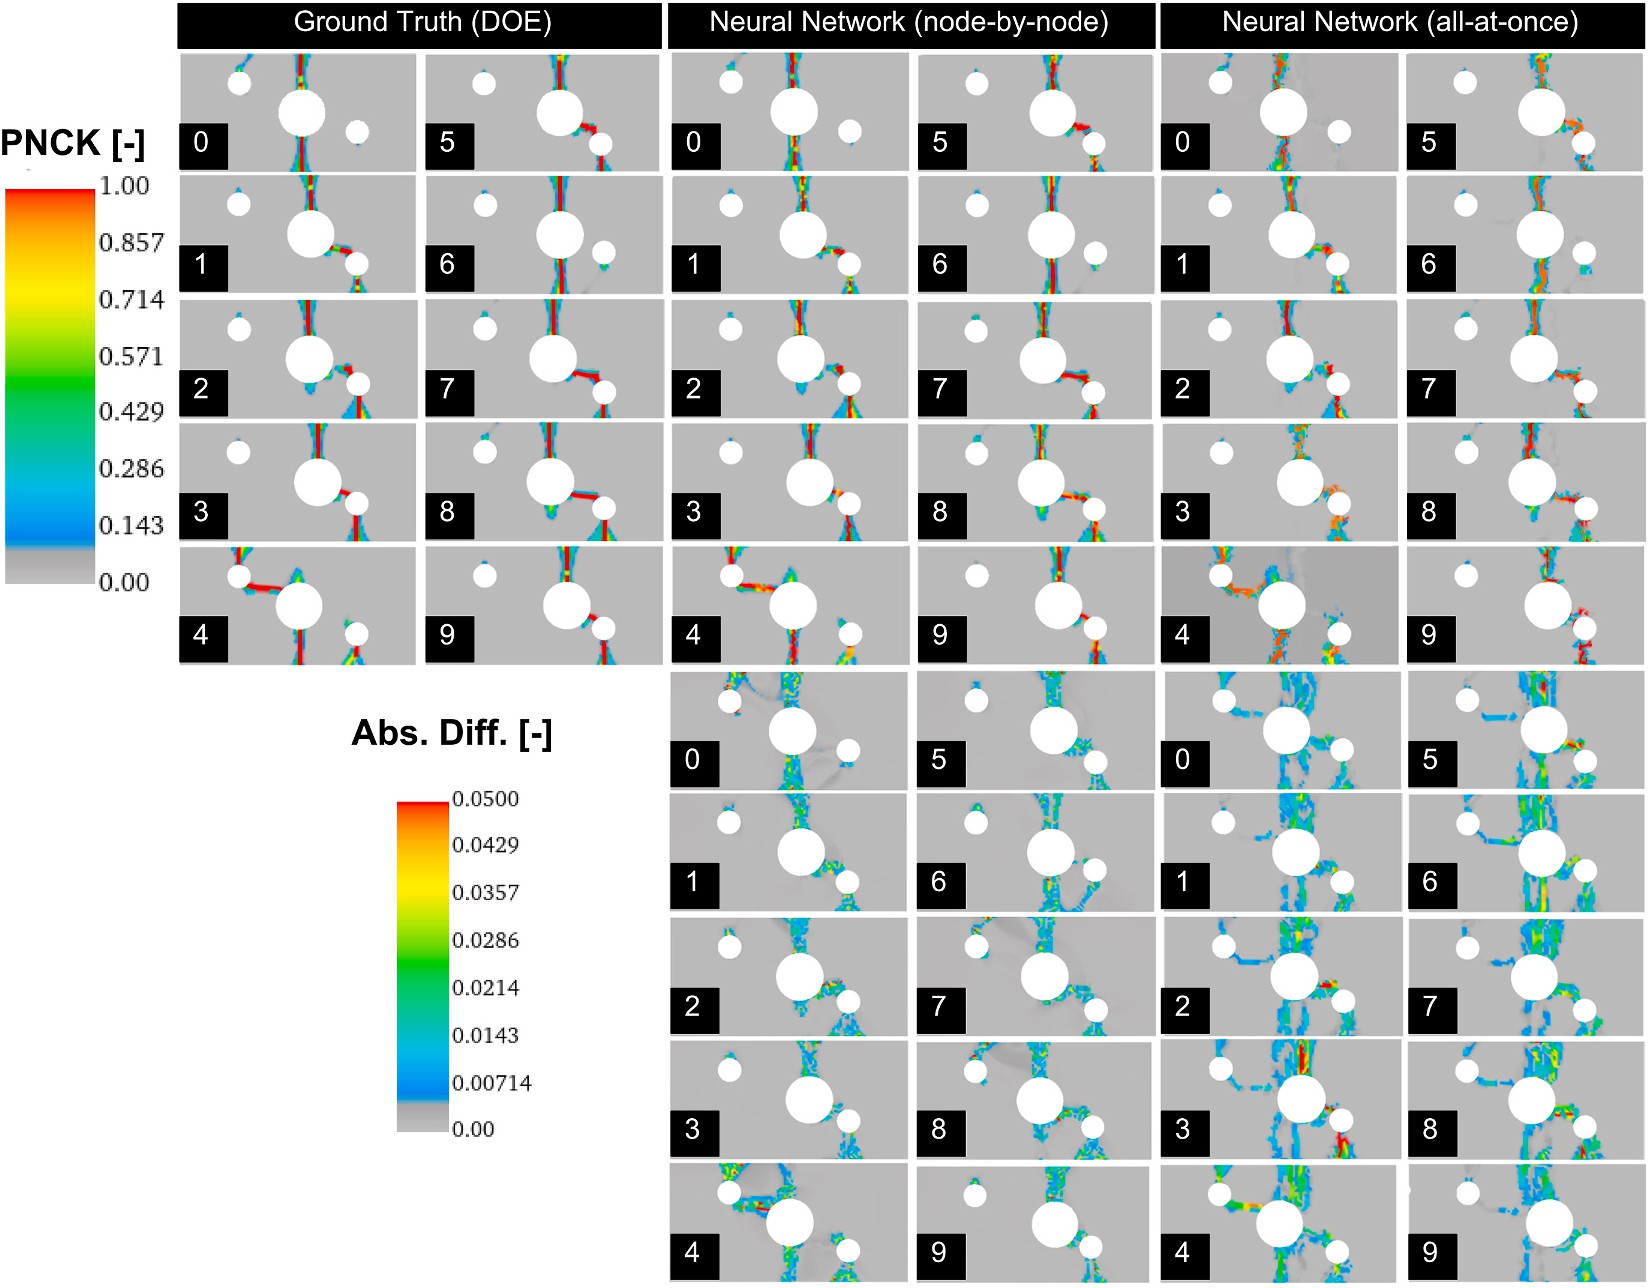 Ground Truth (DOE)
Neural Network (node-by-node)
Neural Network (all-at-once)
PNCK [-]
1.00
0.857
0.714
0.571
0.429
0.286
0.143
0.00
0 5 0 5 0 5
1 6 1 6 1 6
2 7 2 7 2 7
3 8 3 8 3 8
4 9 4 9 4 9
Abs. Diff. [-]
0.0500
0.0429
0.0357
0.0286
0.0214
0.0143
0.00714
0.00
0 5 0 5
1 6 1 6
2 7 2 7
3 8 3 8
4 9 4 9